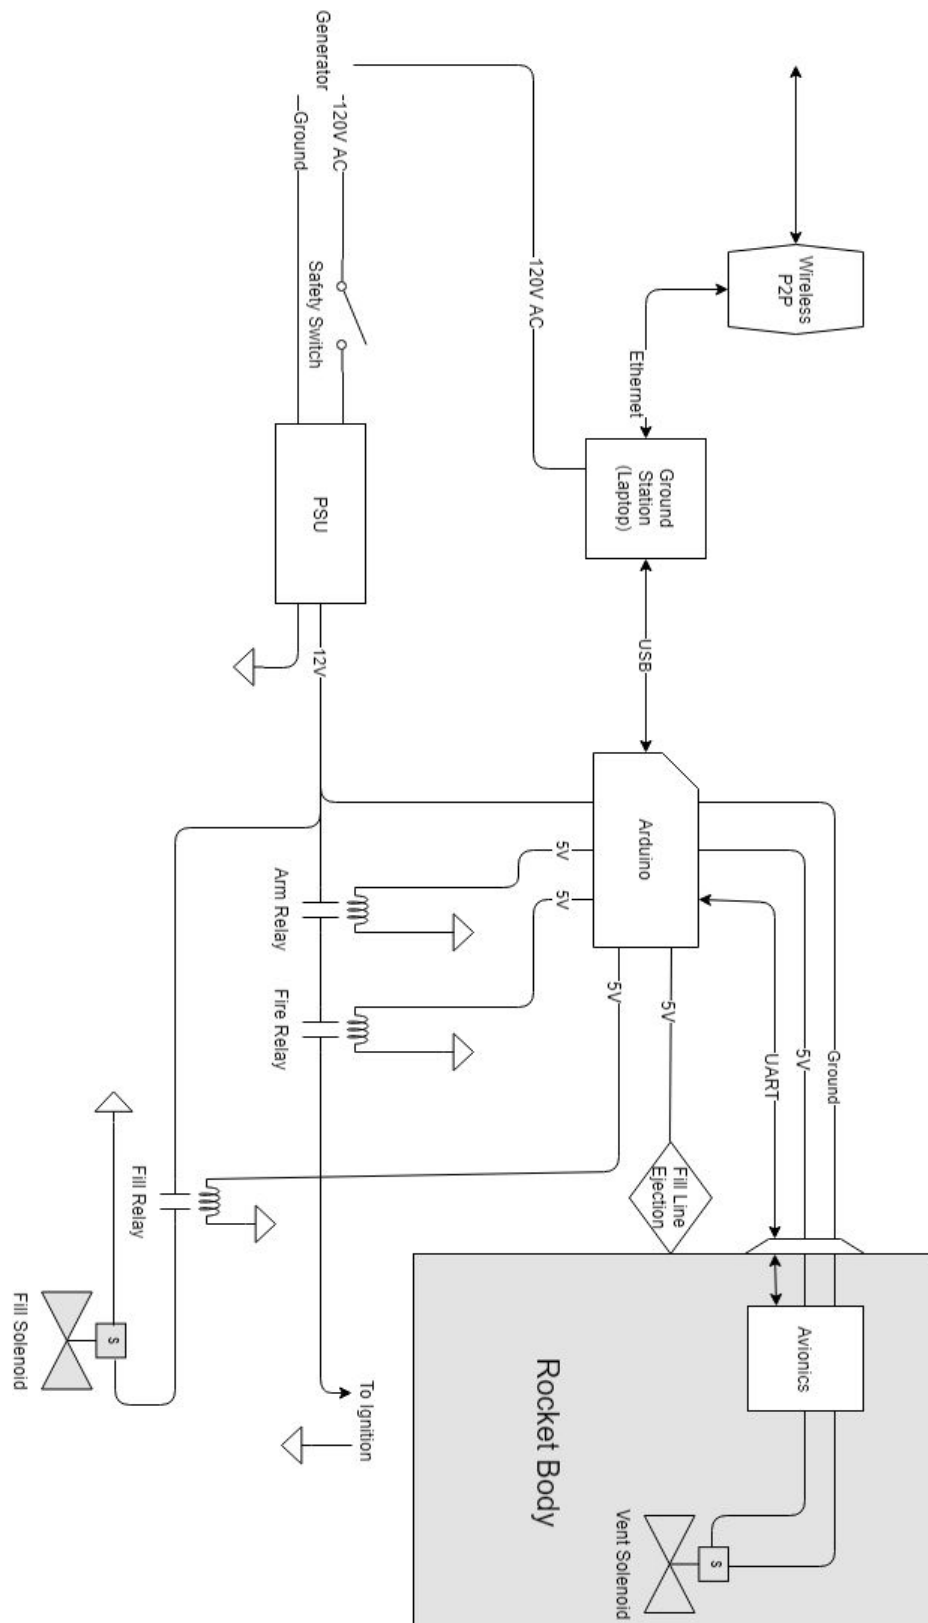 Generator
120V AC
Ground
Safety Switch
120V AC
Wireless
P2P
Ethernet
Ground
Station
(Laptop)
PSU
12V
USB
Arduino
5V
5V
Arm Relay
Fire Relay
5V
5V
UART
5V
Ground
Fill Line
Ejection
Fill Relay
S
Fill Solenoid
To Ignition
Avionics
Rocket Body
S
Vent Solenoid